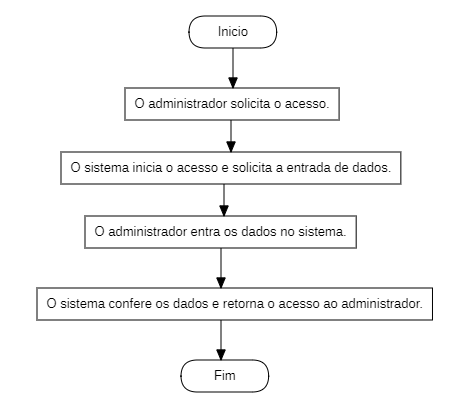 Inicio
O administrador solicita o acesso.
O sistema inicia o acesso e solicita a entrada de dados.
O administrador entra os dados no sistema.
O sistema confere os dados e retorna o acesso ao administrador.
Fim